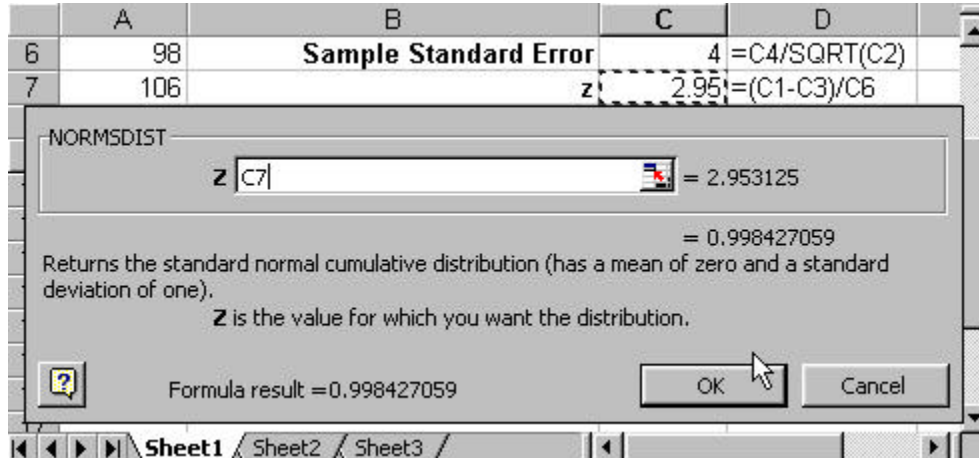 A B C D
6 98 Sample Standard Error 4 =C4/SQRT(C2)
7 106 z 2.95 =(C1-C3)/C6
NORMSDIST
Z C7 = 2.953125
= 0.998427059
Returns the standard normal cumulative distribution (has a mean of zero and a standard
deviation of one).
Z is the value for which you want the distribution.
? Formula result =0.998427059 OK Cancel
Sheet1 Sheet2 Sheet3